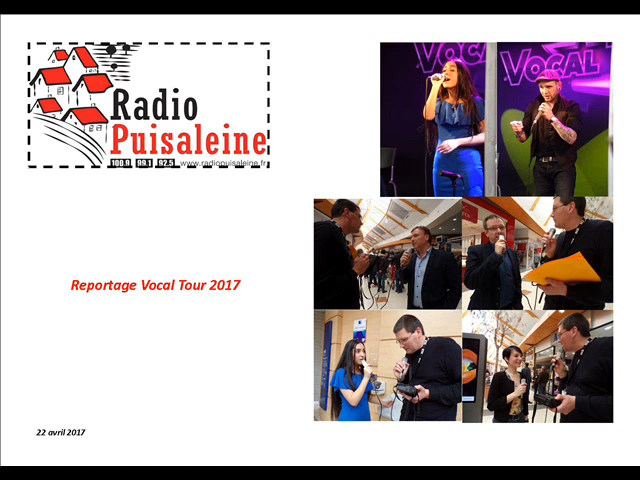 Radio
Puisaleine
100.9 99.1 92.5 www.radiopuisaleine.fr
VOCAL
VOCAL
Reportage Vocal Tour 2017
22 avril 2017